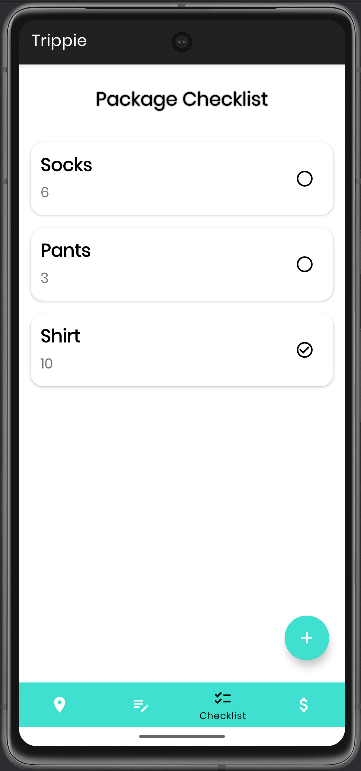 Trippie
Package Checklist
Socks
6
Pants
3
Shirt
10
+
Checklist
$